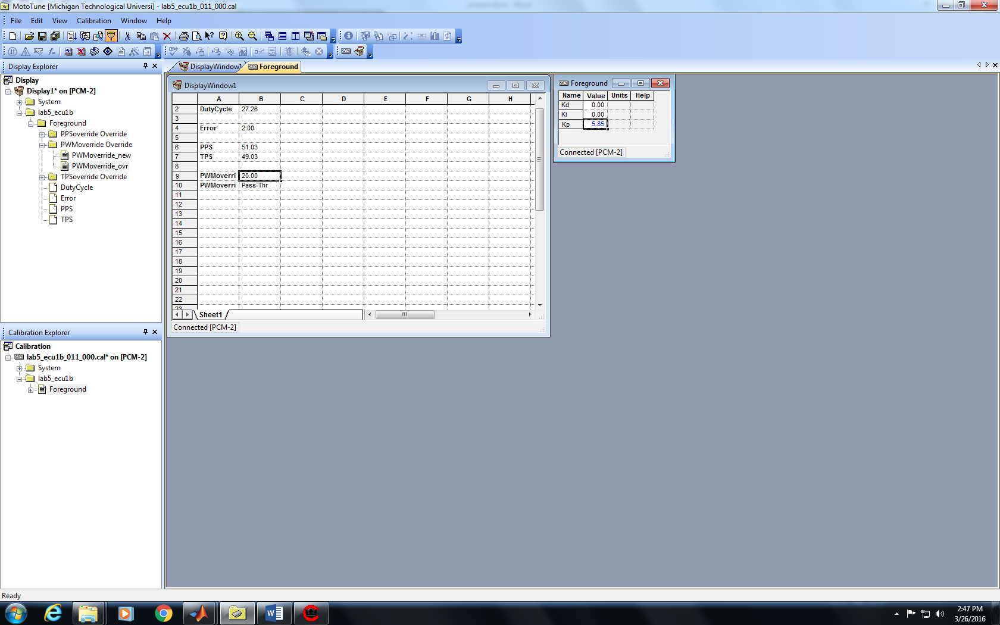 MotoTune [Michigan Technological Universi] - lab5_ecu1b_011_000.cal
File Edit View Calibration Window Help
Display Explorer
Display
Display1* on [PCM-2]
System
lab5_ecu1b
Foreground
PPSoverride Override
PWMoverride Override
PWMoverride_new
PWMoverride_ovr
TPSoverride Override
DutyCycle
Error
PPS
TPS
Calibration Explorer
Calibration
lab5_ecu1b_011_000.cal* on [PCM-2]
System
lab5_ecu1b
Foreground
DisplayWindow1 Foreground
DisplayWindow1
A B C D E F G H
2 DutyCycle 27.26
3
4 Error 2.00
5
6 PPS 51.03
7 TPS 49.03
8
9 PWMoverri 20.00
10 PWMoverri Pass-Thr
11
12
13
14
15
16
17
18
19
20
21
22
23
Sheet1
Connected [PCM-2]
Foreground
Name Value Units Help
Kd 0.00
Ki 0.00
Kp 5.85
Connected [PCM-2]
Ready
2:47 PM
3/26/2016